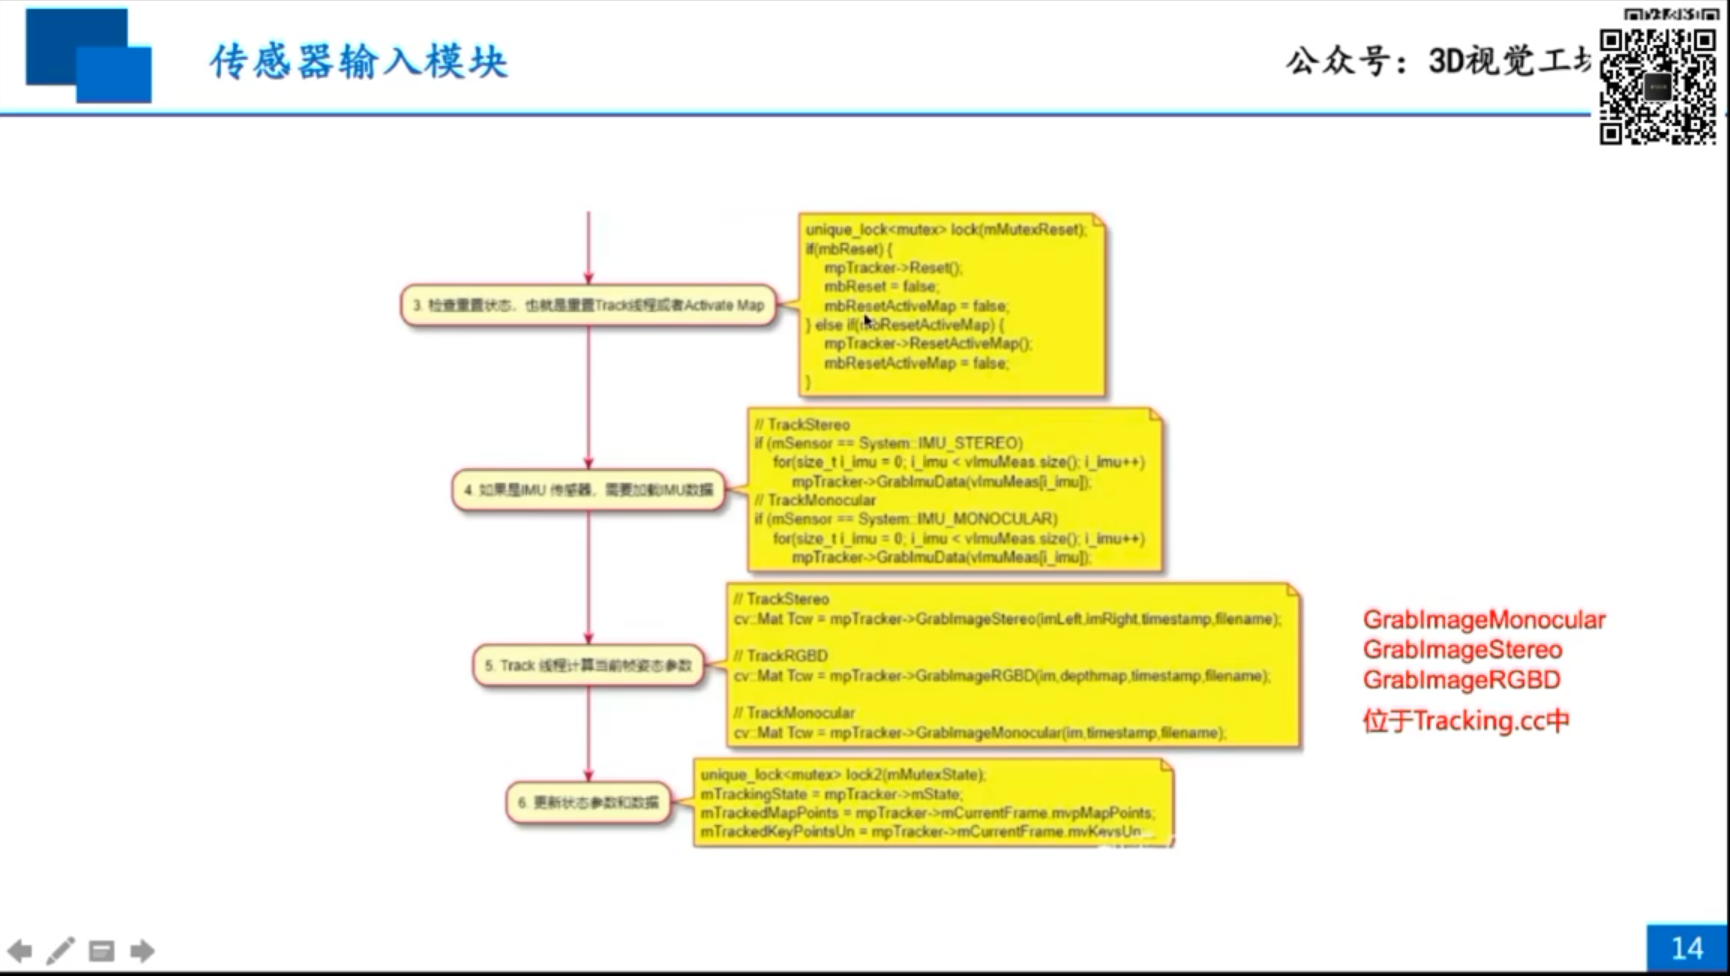 传感器输入模块
公众号：3D视觉工
unique_lock<mutex> lock(mMutexReset);
if(mbReset) {
mpTracker->Reset();
mbReset = false;
mbResetActiveMap = false;
} else if(mbResetActiveMap) {
mpTracker->ResetActiveMap();
mbResetActiveMap = false;
}
3. 检查重置状态、也就是重置Track线程或者Activate Map
// TrackStereo
if (mSensor == System::IMU_STEREO)
for(size_t i_imu = 0; i_imu < vImuMeas.size(); i_imu++)
mpTracker->GrabImuData(vImuMeas[i_imu]);
// TrackMonocular
if (mSensor == System::IMU_MONOCULAR)
for(size_t i_imu = 0; i_imu < vImuMeas.size(); i_imu++)
mpTracker->GrabImuData(vImuMeas[i_imu]);
4. 如果是IMU 传感器、需要加载IMU数据
// TrackStereo
cv::Mat Tcw = mpTracker->GrabImageStereo(imLeft,imRight,timestamp,filename);
// TrackRGBD
cv::Mat Tcw = mpTracker->GrabImageRGBD(im,depthmap,timestamp,filename);
// TrackMonocular
cv::Mat Tcw = mpTracker->GrabImageMonocular(im,timestamp,filename);
5. Track 线程计算当前帧姿态参数
GrabImageMonocular
GrabImageStereo
GrabImageRGBD
位于Tracking.cc中
unique_lock<mutex> lock2(mMutexState);
mTrackingState = mpTracker->mState;
mTrackedMapPoints = mpTracker->mCurrentFrame.mvpMapPoints;
mTrackedKeyPointsUn = mpTracker->mCurrentFrame.mvKeysUn
6. 更新状态参数和数据
14